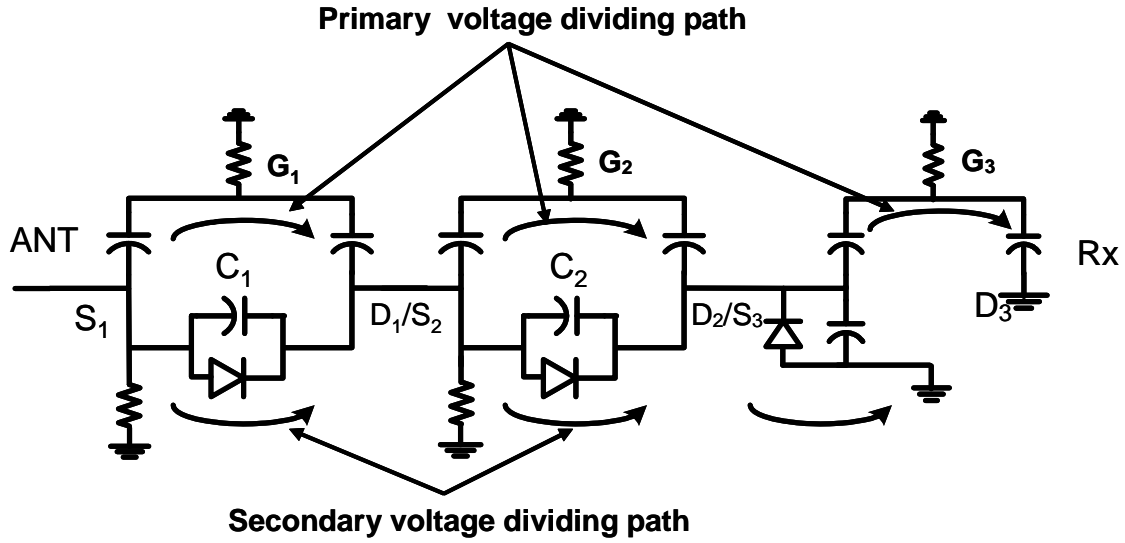 Primary voltage dividing path
G1
G2
G3
ANT
Rx
C1
C2
S1
D1/S2
D2/S3
D3
Secondary voltage dividing path